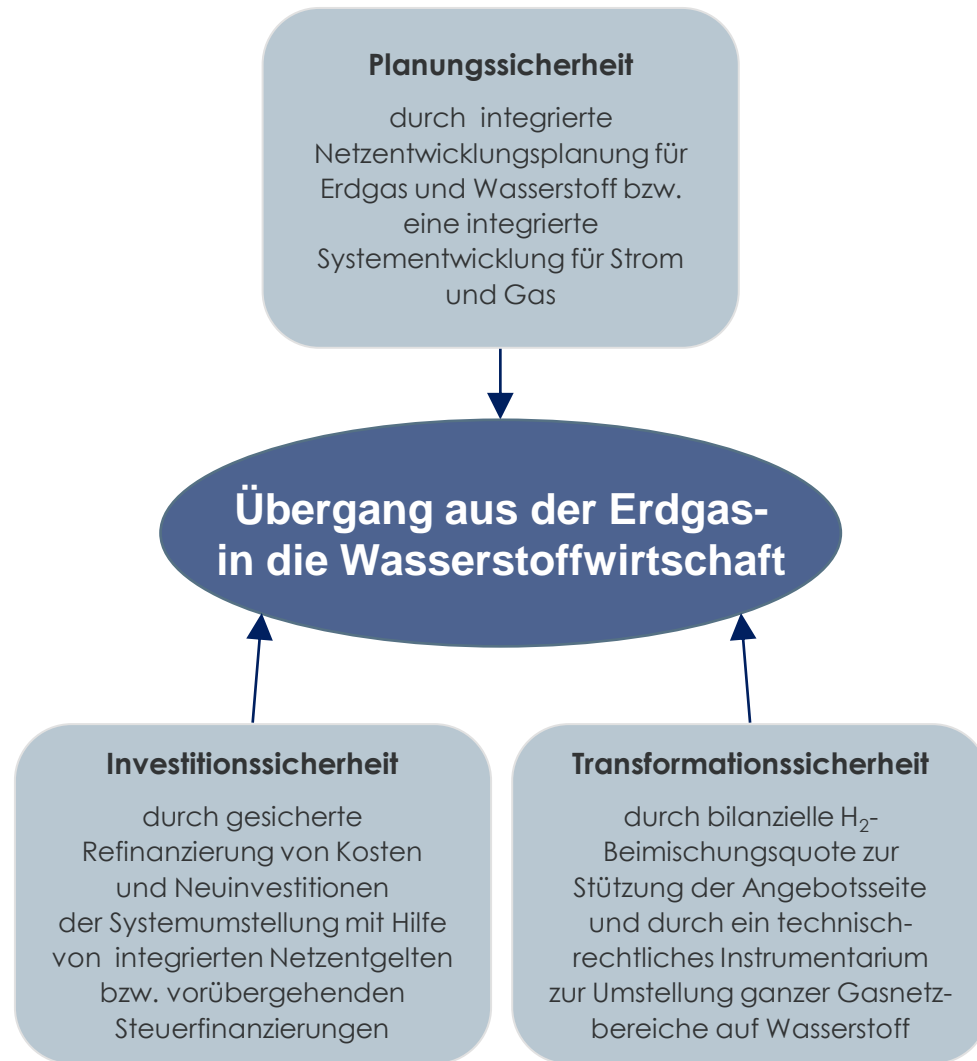 Planungssicherheit
durch integrierte
Netzentwicklungsplanung für
Erdgas und Wasserstoff bzw.
eine integrierte
Systementwicklung für Strom
und Gas
Übergang aus der Erdgas-
in die Wasserstoffwirtschaft
Investitionssicherheit
durch gesicherte
Refinanzierung von Kosten
und Neuinvestitionen
der Systemumstellung mit Hilfe
von integrierten Netzentgelten
bzw. vorübergehenden
Steuerfinanzierungen
Transformationssicherheit
durch bilanzielle H₂-
Beimischungsquote zur
Stützung der Angebotsseite
und durch ein technisch-
rechtliches Instrumentarium
zur Umstellung ganzer Gasnetz-
bereiche auf Wasserstoff